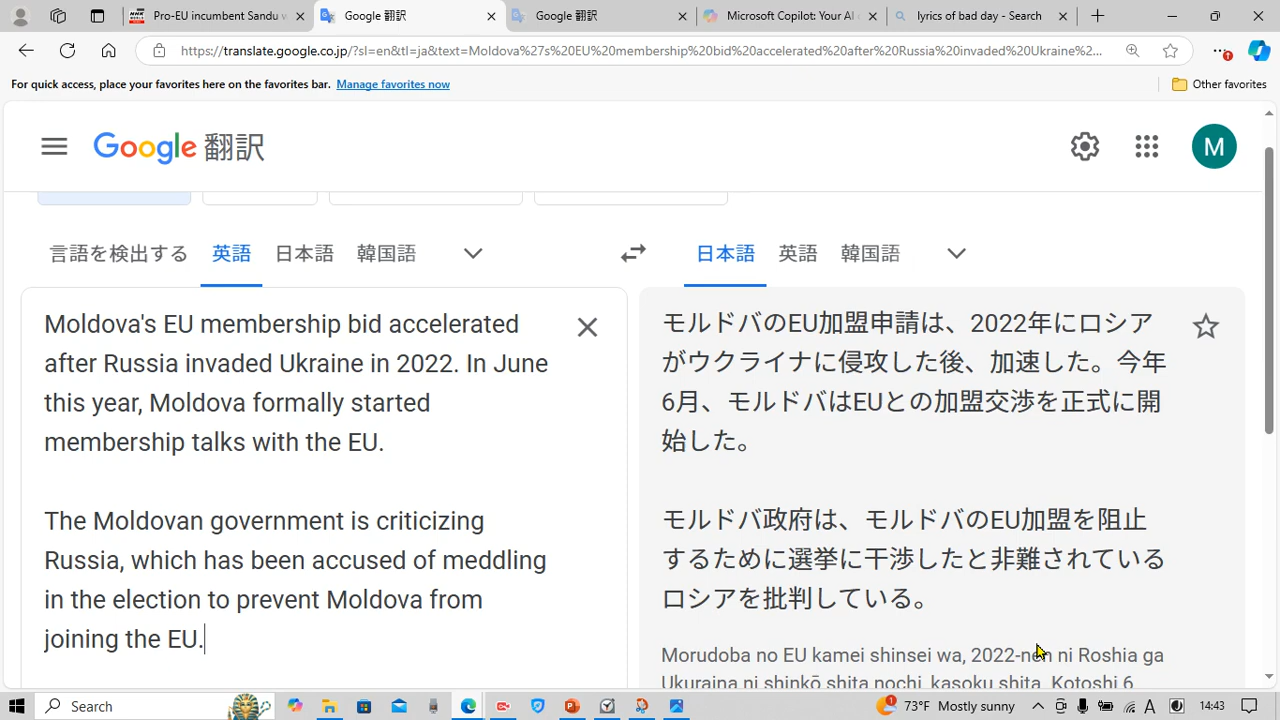 Pro-EU incumbent Sandu w
Google 翻訳
Google 翻訳
Microsoft Copilot: Your AI c
lyrics of bad day - Search
https://translate.google.co.jp/?sl=en&tl=ja&text=Moldova%27s%20EU%20membership%20bid%20accelerated%20after%20Russia%20invaded%20Ukraine%2...
For quick access, place your favorites here on the favorites bar. Manage favorites now
Other favorites
Google 翻訳
M
言語を検出する 英語 日本語 韓国語
日本語 英語 韓国語
Moldova's EU membership bid accelerated
after Russia invaded Ukraine in 2022. In June
this year, Moldova formally started
membership talks with the EU.
The Moldovan government is criticizing
Russia, which has been accused of meddling
in the election to prevent Moldova from
joining the EU.
モルドバのEU加盟申請は、2022年にロシア
がウクライナに侵攻した後、加速した。今年
6月、モルドバはEUとの加盟交渉を正式に開
始した。
モルドバ政府は、モルドバのEU加盟を阻止
するために選挙に干渉したと非難されている
ロシアを批判している。
Morudoba no EU kamei shinsei wa, 2022-nen ni Roshia ga
Ukuraina ni shinkō shita nochi, kasoku shita. Kotoshi 6
Search
73°F Mostly sunny
14:43